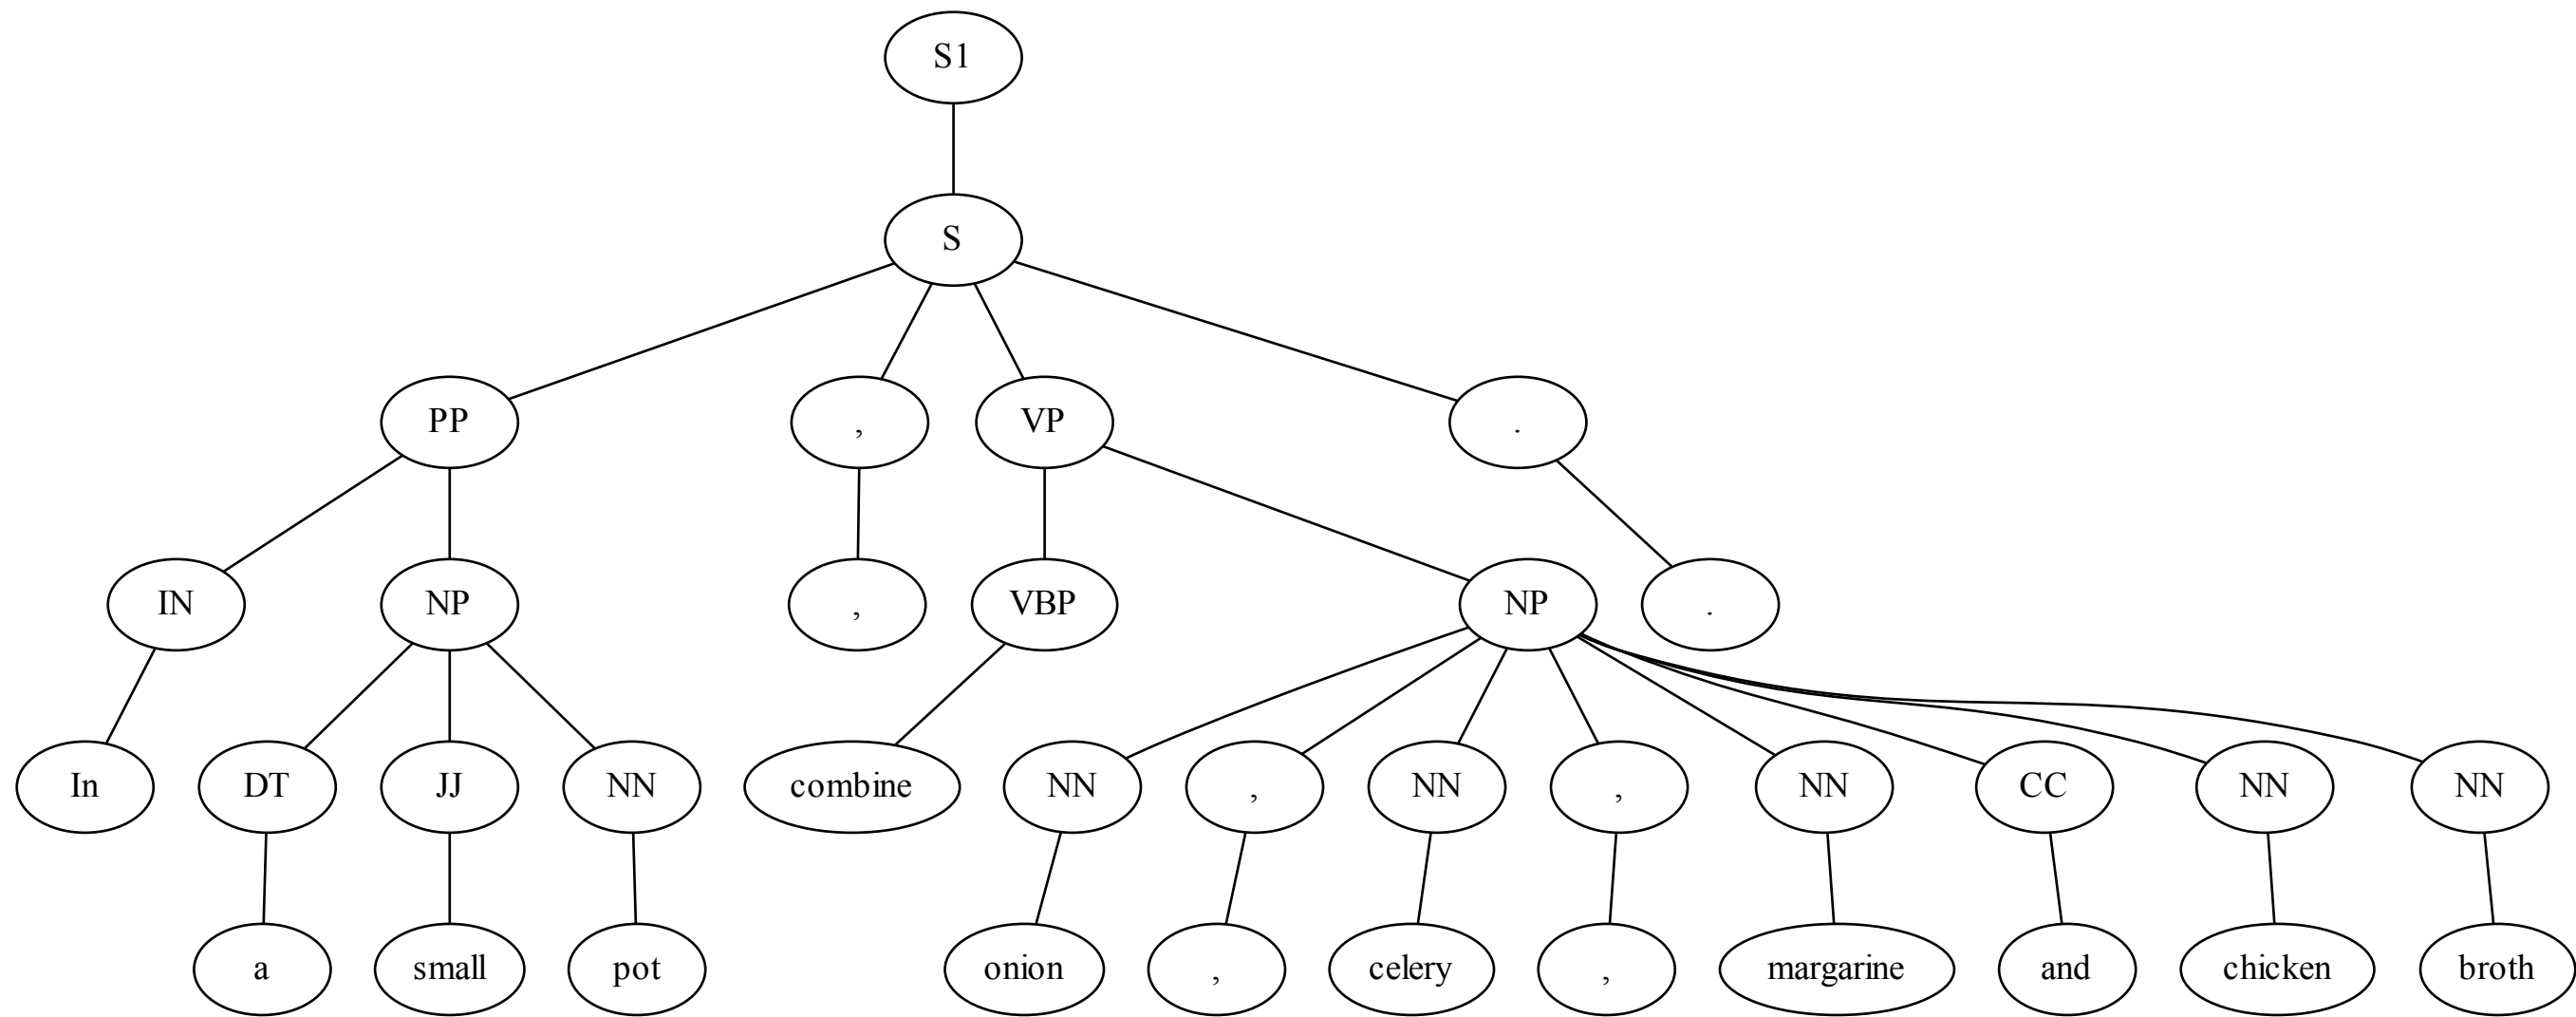 S1
S
PP , VP .
IN NP , VBP NP .
In DT JJ NN combine NN , NN , NN CC NN NN
a small pot onion , celery , margarine and chicken broth